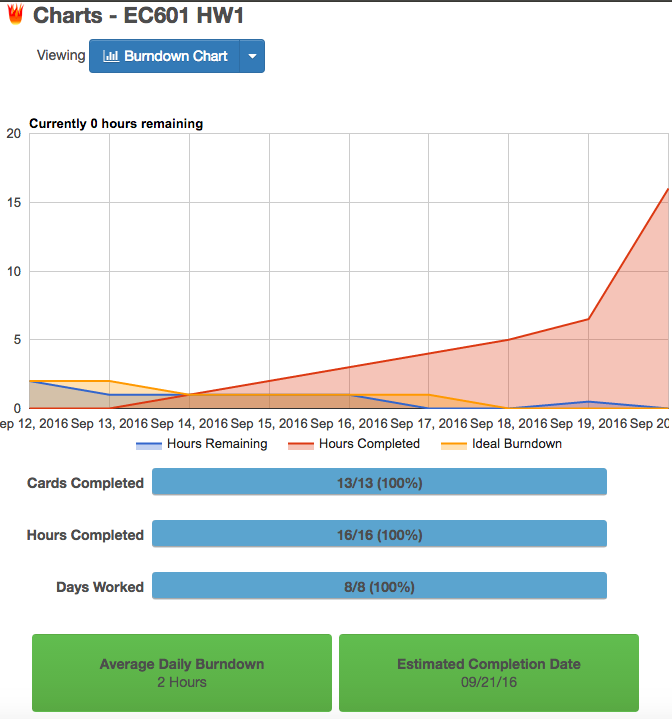 Charts - EC601 HW1
Viewing Burndown Chart
Currently 0 hours remaining
20
15
10
5
0
ep 12, 2016 Sep 13, 2016 Sep 14, 2016 Sep 15, 2016 Sep 16, 2016 Sep 17, 2016 Sep 18, 2016 Sep 19, 2016 Sep 20
Hours Remaining Hours Completed Ideal Burndown
Cards Completed 13/13 (100%)
Hours Completed 16/16 (100%)
Days Worked 8/8 (100%)
Average Daily Burndown
2 Hours
Estimated Completion Date
09/21/16